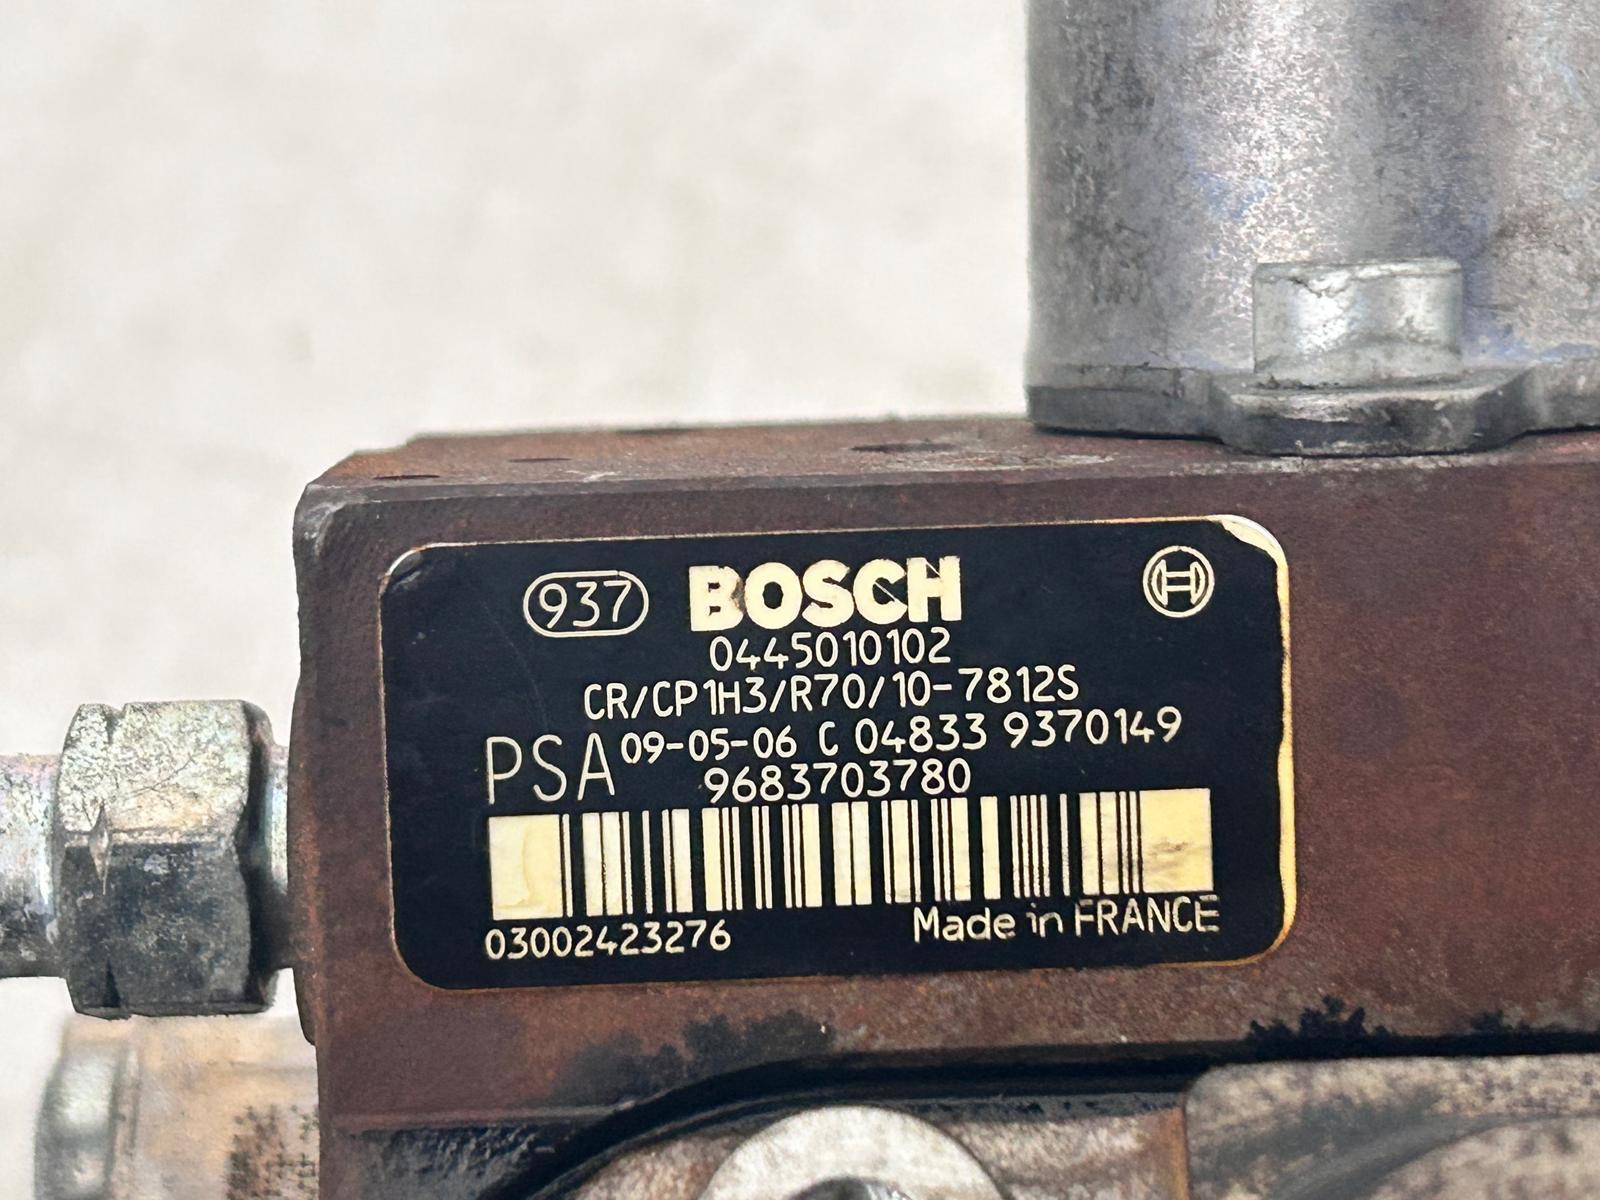 937 BOSCH
0445010102
CR/CP1H3/R70/10-7812S
PSA 09-05-06 C 04833 9370149
9683703780
03002423276 Made in FRANCE